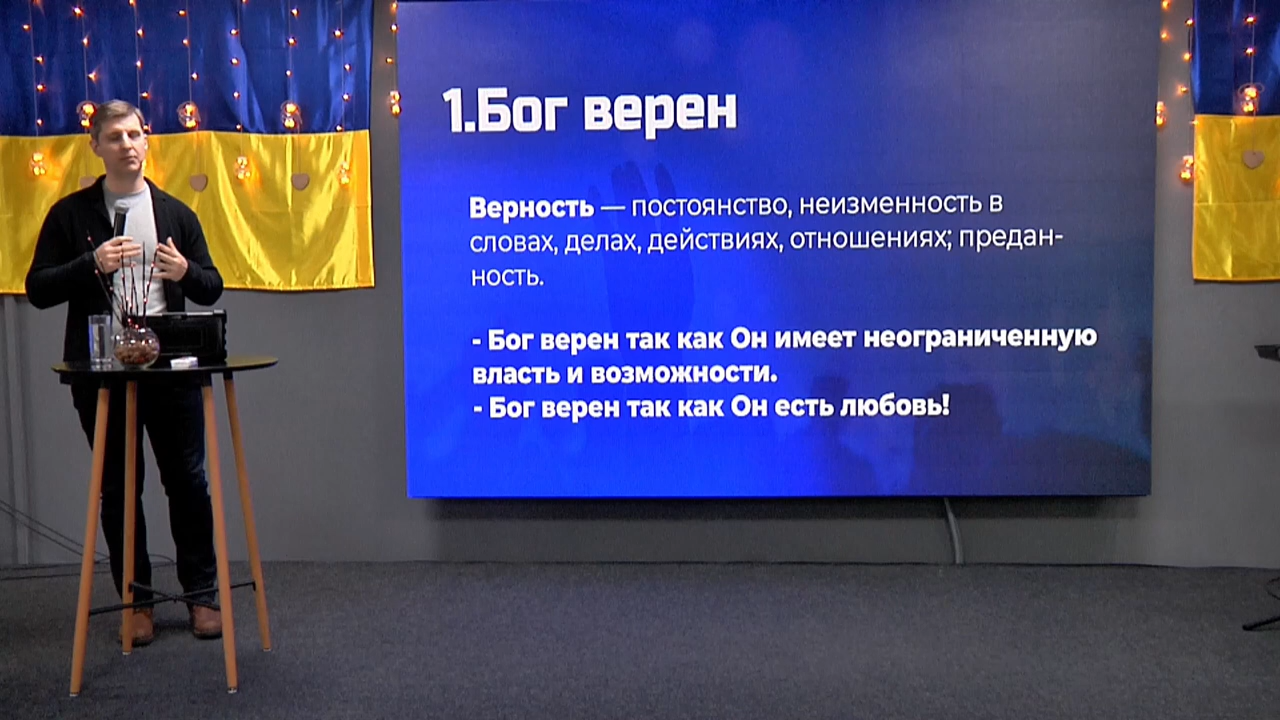 1.Бог верен
Верность — постоянство, неизменность в
словах, делах, действиях, отношениях; предан-
ность.
- Бог верен так как Он имеет неограниченную
власть и возможности.
- Бог верен так как Он есть любовь!